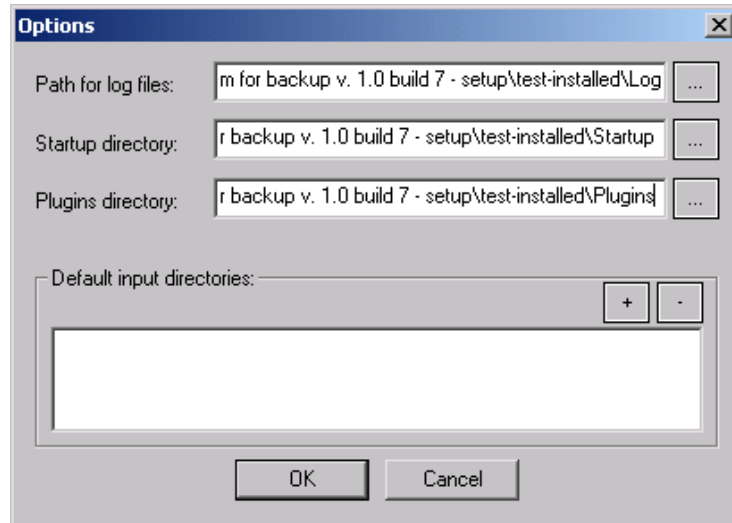 Options
Path for log files: m for backup v. 1.0 build 7 - setup\test-installed\Log ...
Startup directory: r backup v. 1.0 build 7 - setup\test-installed\Startup ...
Plugins directory: r backup v. 1.0 build 7 - setup\test-installed\Plugins ...
Default input directories:
+ -
OK Cancel